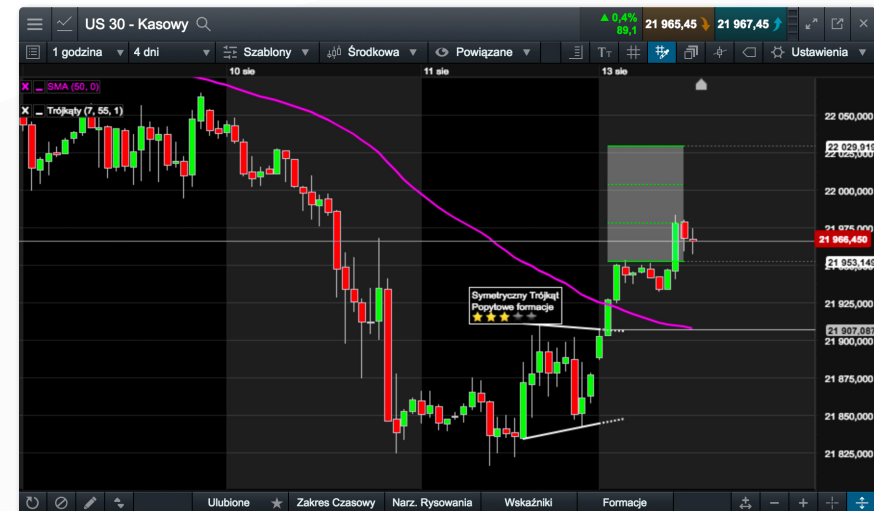 US 30 - Kasowy
▲ 0,4%
89,1
21 965,45
21 967,45
1 godzina
4 dni
Szablony
Środkowa
Powiązane
Ustawienia
10 sie
11 sie
13 sie
X _ SMA (50, 0)
X _ Trójkąty (7, 55, 1)
22 050,000
22 029,919
22 025,000
22 000,000
21 975,000
21 966,450
21 953,149
21 925,000
21 907,087
21 900,000
21 875,000
21 850,000
21 825,000
Symetryczny Trójkąt
Popytowe formacje
Ulubione
Zakres Czasowy
Narz. Rysowania
Wskaźniki
Formacje